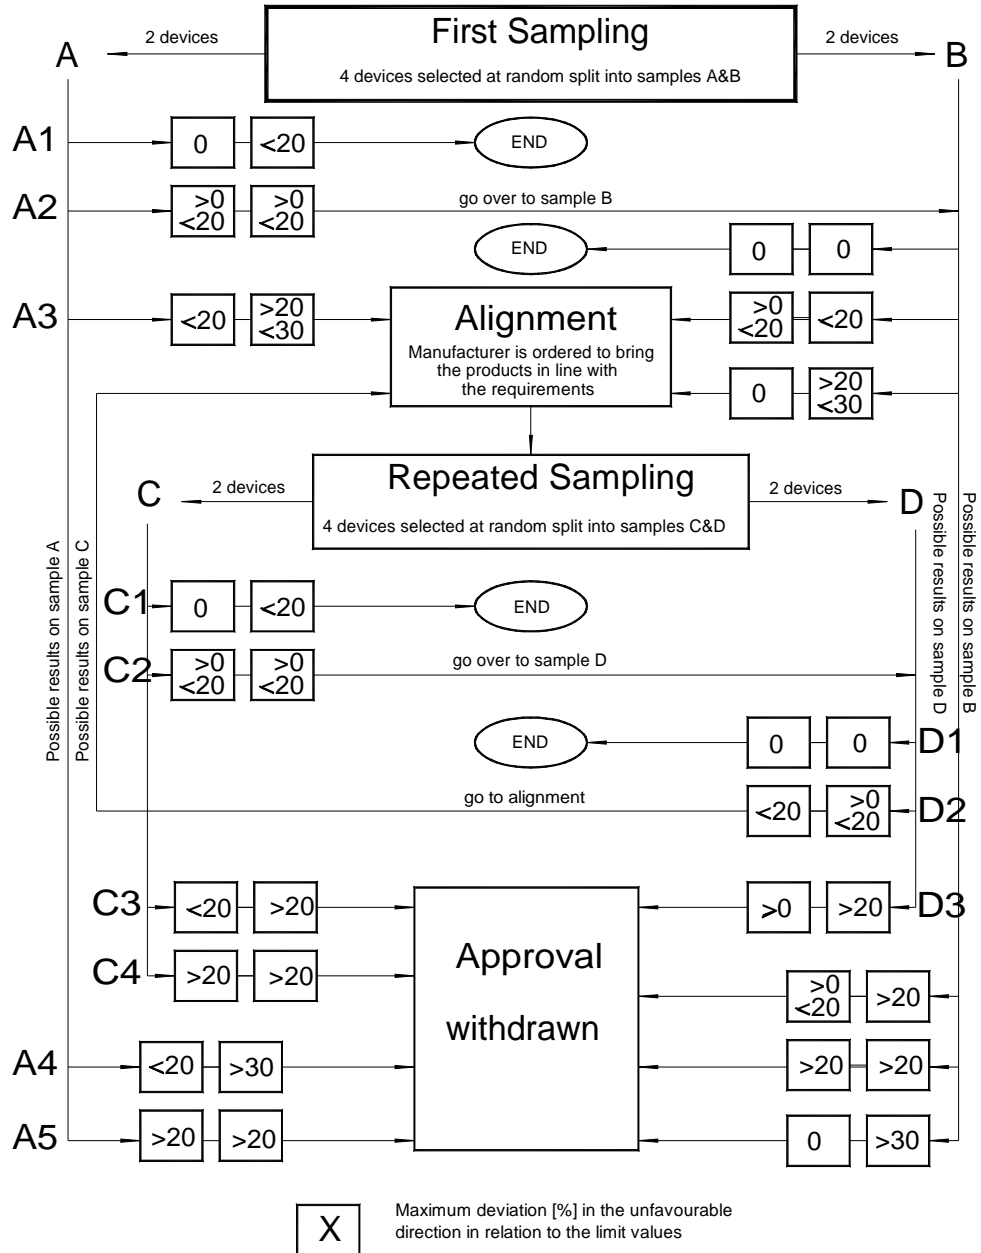 First Sampling
4 devices selected at random split into samples A&B
A
2 devices
2 devices
B
A1
0
<20
END
A2
>0
<20
>0
<20
go over to sample B
END
0
0
A3
<20
>20
<30
Alignment
Manufacturer is ordered to bring
the products in line with
the requirements
>0
<20
<20
0
>20
<30
Repeated Sampling
4 devices selected at random split into samples C&D
C
2 devices
2 devices
D
Possible results on sample A
Possible results on sample C
Possible results on sample D
Possible results on sample B
C1
0
<20
END
C2
>0
<20
>0
<20
go over to sample D
END
0
0
D1
go to alignment
<20
>0
<20
D2
C3
<20
>20
Approval
withdrawn
>0
>20
D3
C4
>20
>20
>0
<20
>20
A4
<20
>30
>20
>20
A5
>20
>20
0
>30
X
Maximum deviation [%] in the unfavourable
direction in relation to the limit values